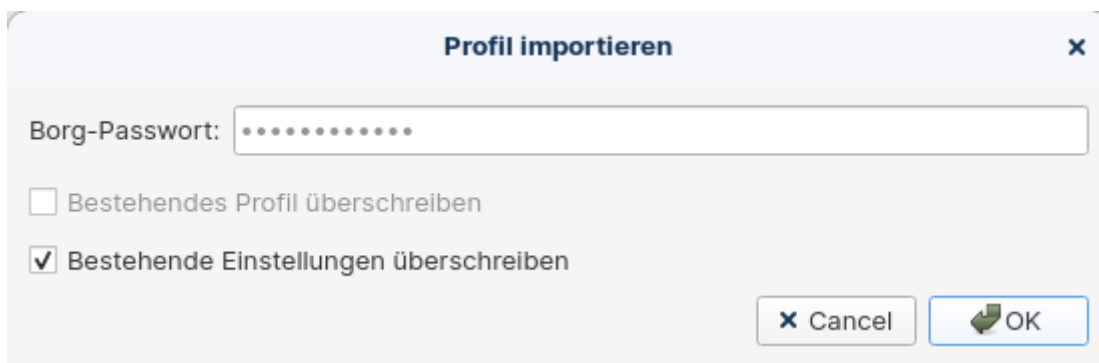 Profil importieren
Borg-Passwort: ••••••••••••
Bestehendes Profil überschreiben
Bestehende Einstellungen überschreiben
Cancel OK